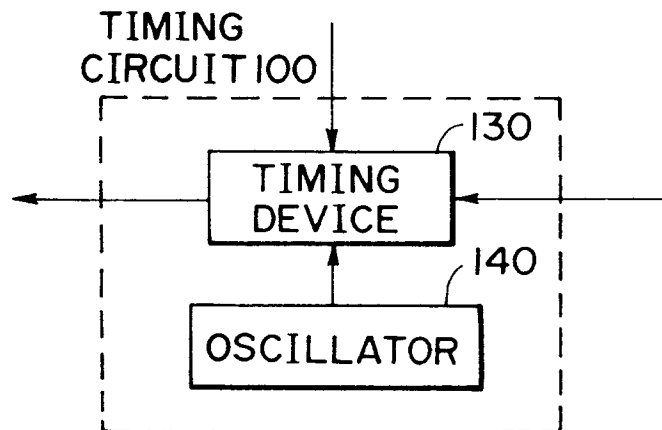 TIMING
CIRCUIT 100
130
TIMING
DEVICE
140
OSCILLATOR